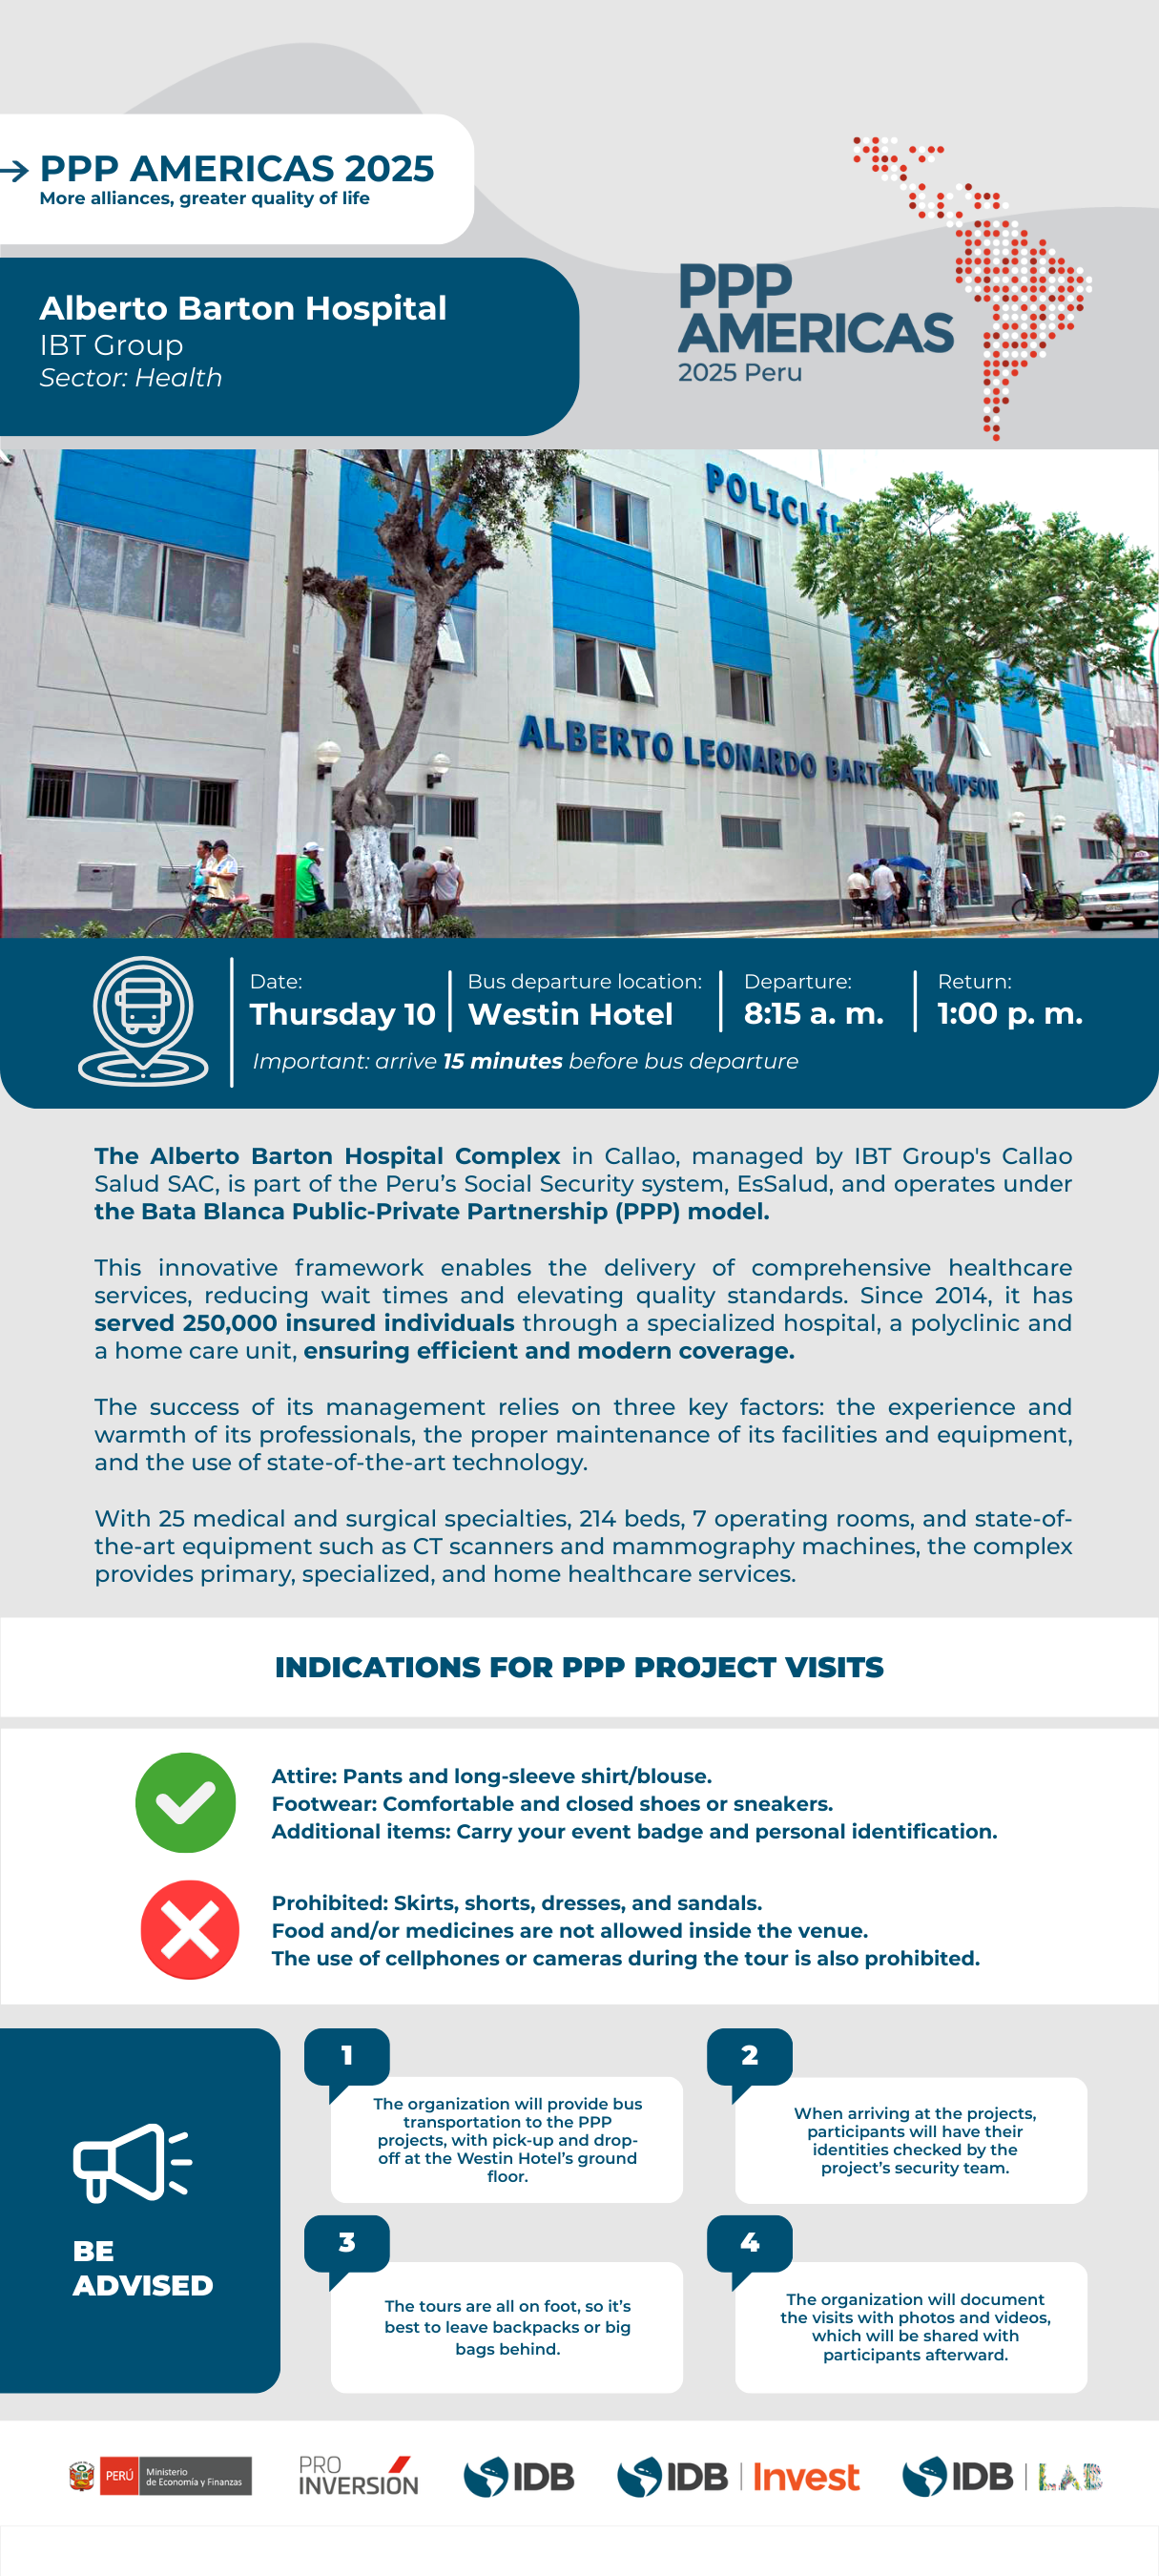 PPP AMERICAS 2025
More alliances, greater quality of life
Alberto Barton Hospital
IBT Group
Sector: Health
PPP
AMERICAS
2025 Peru
POLICLÍ
ALBERTO LEONARDO BART THOMPSON
Date:
Thursday 10
Bus departure location:
Westin Hotel
Departure:
8:15 a. m.
Return:
1:00 p. m.
Important: arrive 15 minutes before bus departure
The Alberto Barton Hospital Complex in Callao, managed by IBT Group's Callao
Salud SAC, is part of the Peru's Social Security system, EsSalud, and operates under
the Bata Blanca Public-Private Partnership (PPP) model.
This innovative framework enables the delivery of comprehensive healthcare
services, reducing wait times and elevating quality standards. Since 2014, it has
served 250,000 insured individuals through a specialized hospital, a polyclinic and
a home care unit, ensuring efficient and modern coverage.
The success of its management relies on three key factors: the experience and
warmth of its professionals, the proper maintenance of its facilities and equipment,
and the use of state-of-the-art technology.
With 25 medical and surgical specialties, 214 beds, 7 operating rooms, and state-of-
the-art equipment such as CT scanners and mammography machines, the complex
provides primary, specialized, and home healthcare services.
INDICATIONS FOR PPP PROJECT VISITS
Attire: Pants and long-sleeve shirt/blouse.
Footwear: Comfortable and closed shoes or sneakers.
Additional items: Carry your event badge and personal identification.
Prohibited: Skirts, shorts, dresses, and sandals.
Food and/or medicines are not allowed inside the venue.
The use of cellphones or cameras during the tour is also prohibited.
BE
ADVISED
1
The organization will provide bus
transportation to the PPP
projects, with pick-up and drop-
off at the Westin Hotel's ground
floor.
2
When arriving at the projects,
participants will have their
identities checked by the
project's security team.
3
The tours are all on foot, so it's
best to leave backpacks or big
bags behind.
4
The organization will document
the visits with photos and videos,
which will be shared with
participants afterward.
PERÚ
Ministerio
de Economía y Finanzas
PRO
INVERSIÓN
IDB
IDB Invest
IDB LAB